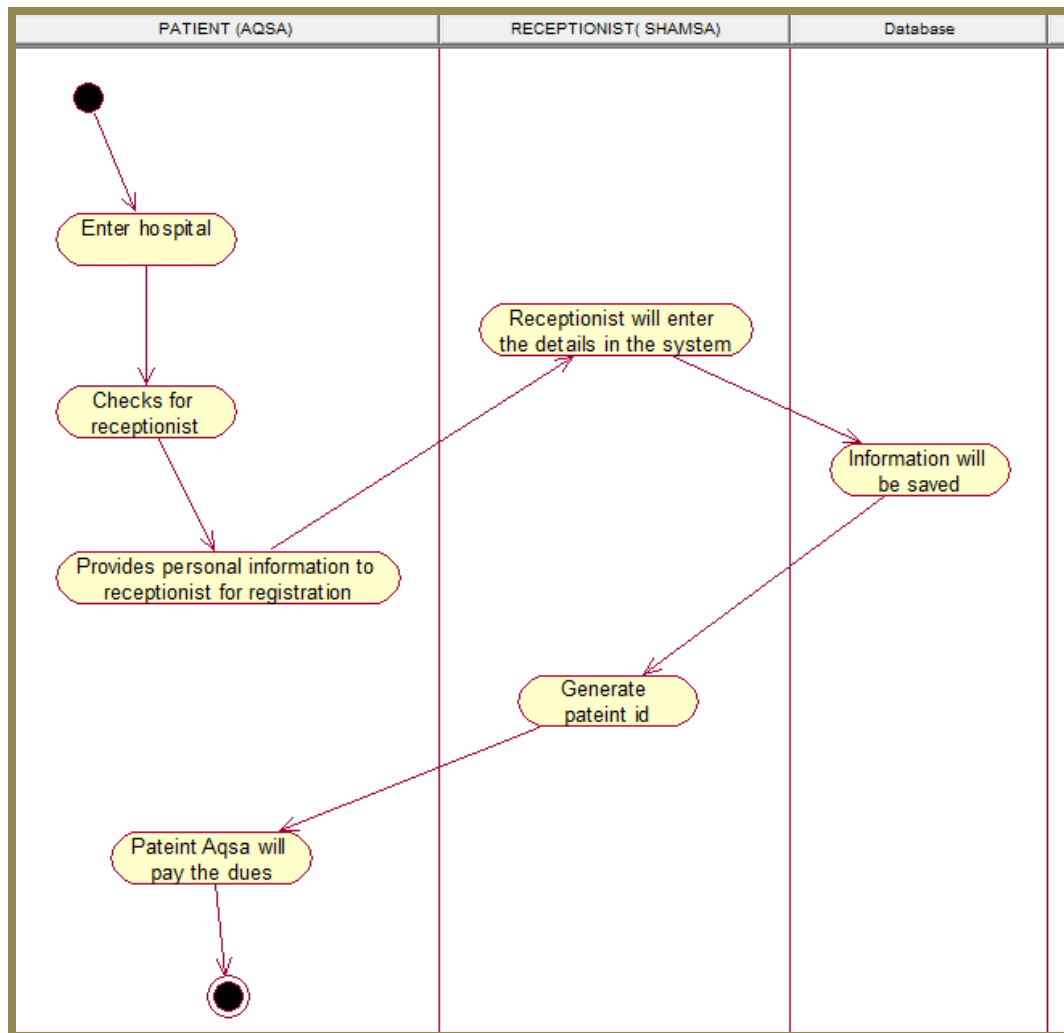 PATIENT (AQSA)
RECEPTIONIST( SHAMSA)
Database
Enter hospital
Receptionist will enter
the details in the system
Checks for
receptionist
Information will
be saved
Provides personal information to
receptionist for registration
Generate
pateint id
Pateint Aqsa will
pay the dues